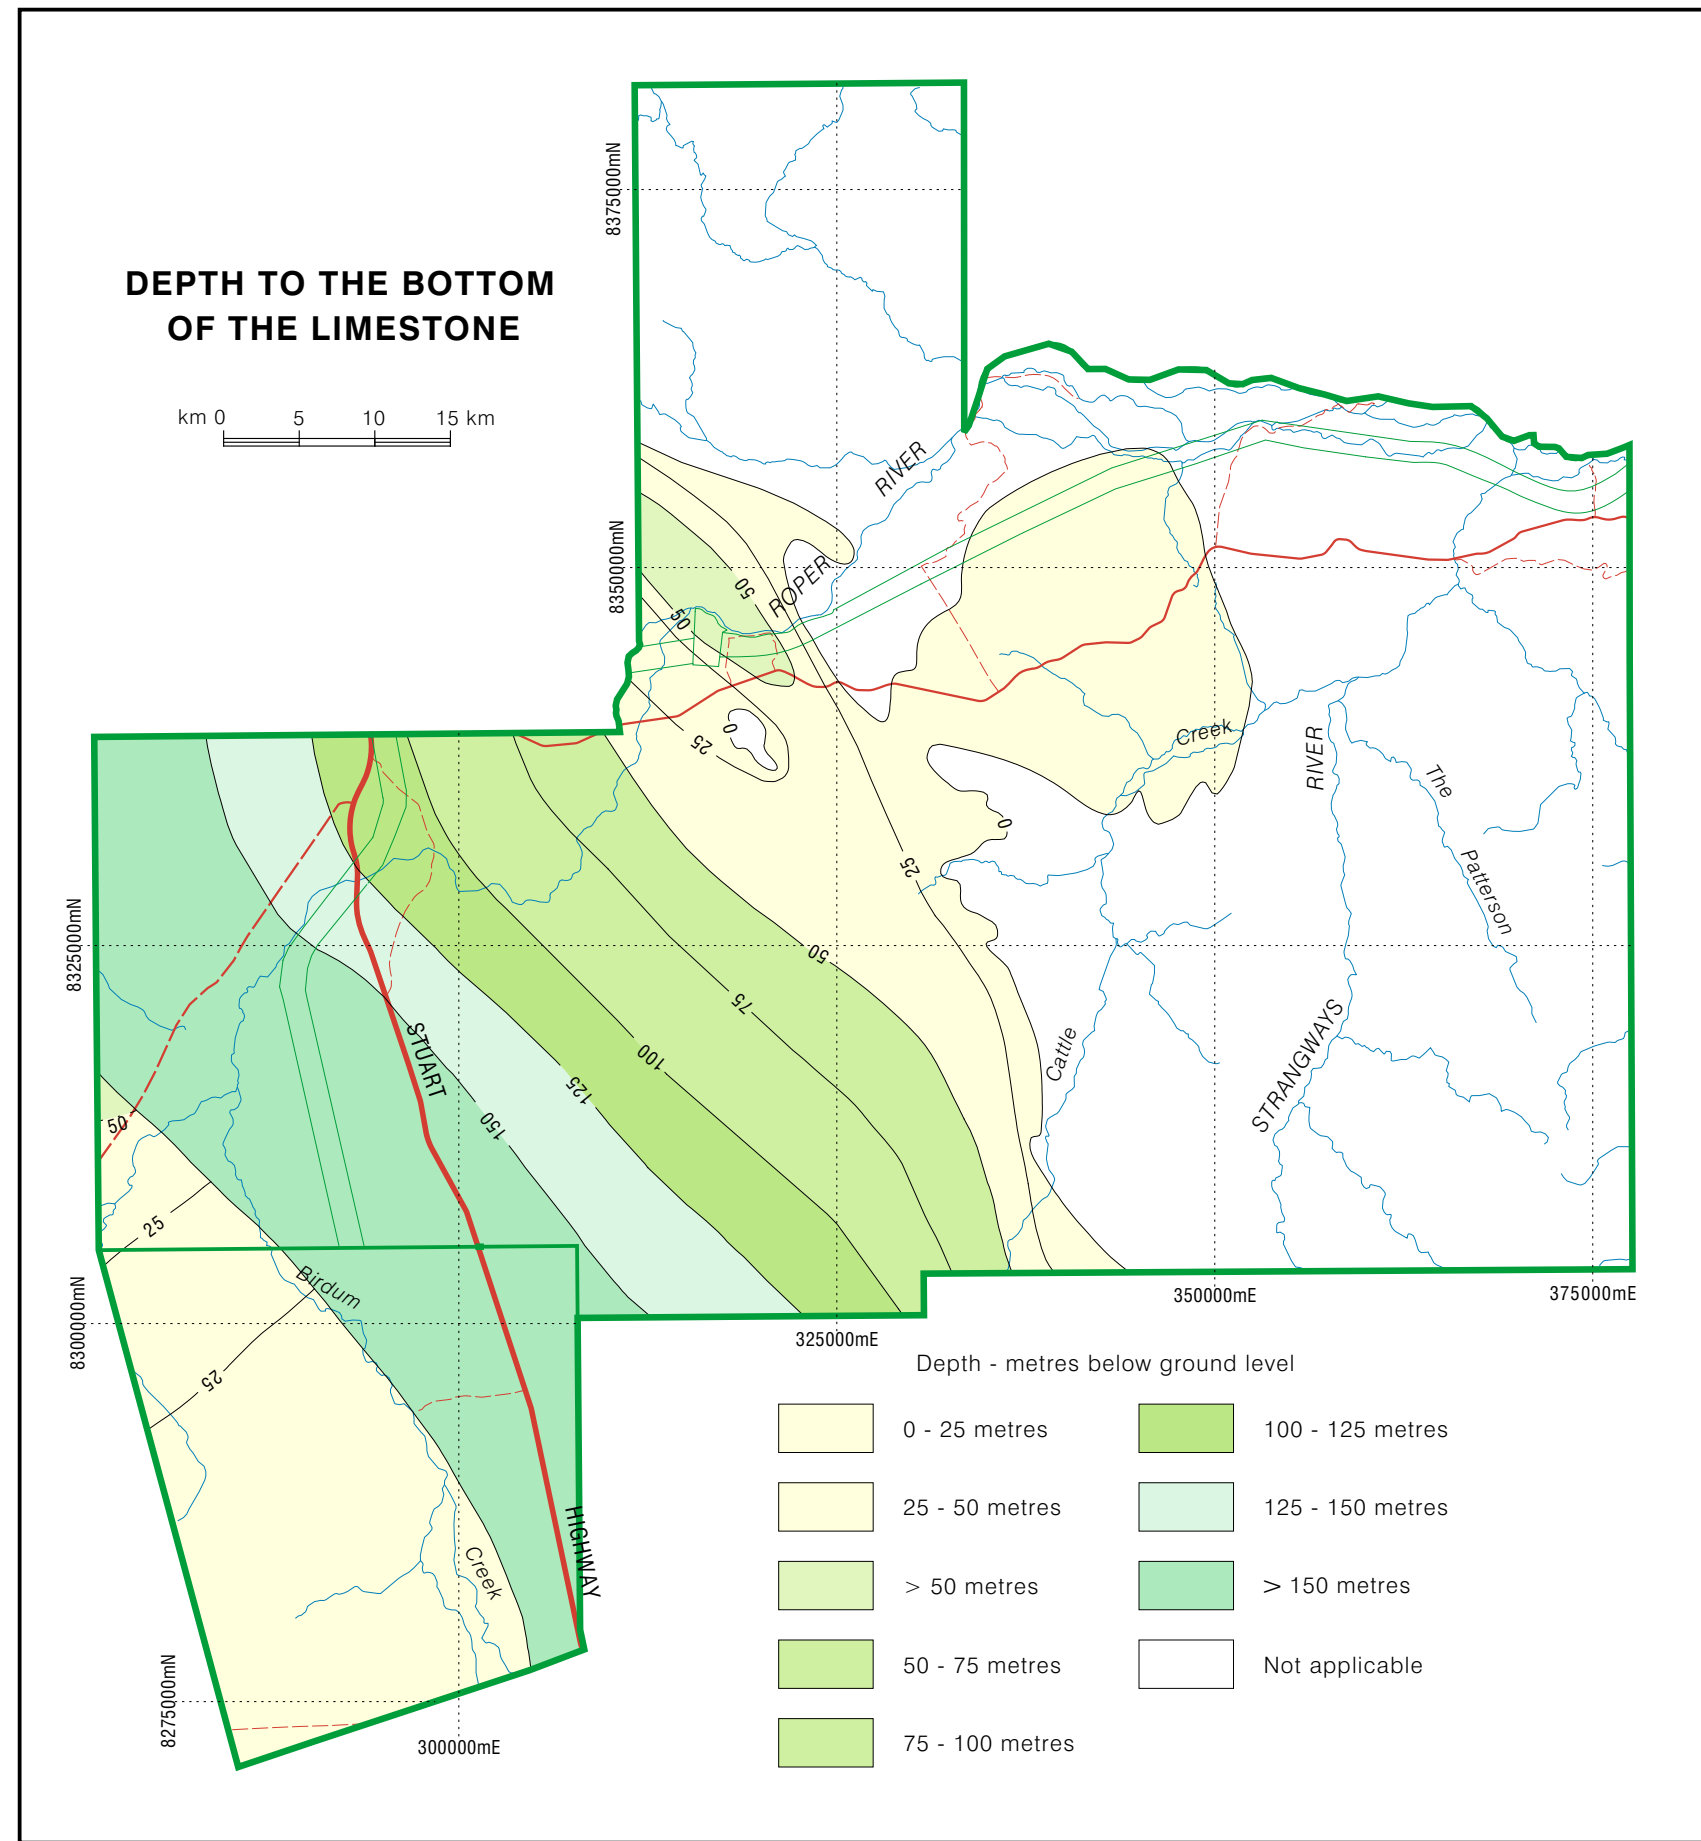 DEPTH TO THE BOTTOM
OF THE LIMESTONE
km 0 5 10 15 km
8375000mN
8350000mN
8325000mN
8300000mN
8275000mN
RIVER
ROPER
50
50
0
25
Creek
RIVER
The
Patterson
0
25
50
75
100
125
150
STUART
Cattle
STRANGWAYS
50
25
Birdum
25
HIGHWAY
Creek
300000mE
325000mE
350000mE
375000mE
Depth - metres below ground level
0 - 25 metres
25 - 50 metres
> 50 metres
50 - 75 metres
75 - 100 metres
100 - 125 metres
125 - 150 metres
> 150 metres
Not applicable